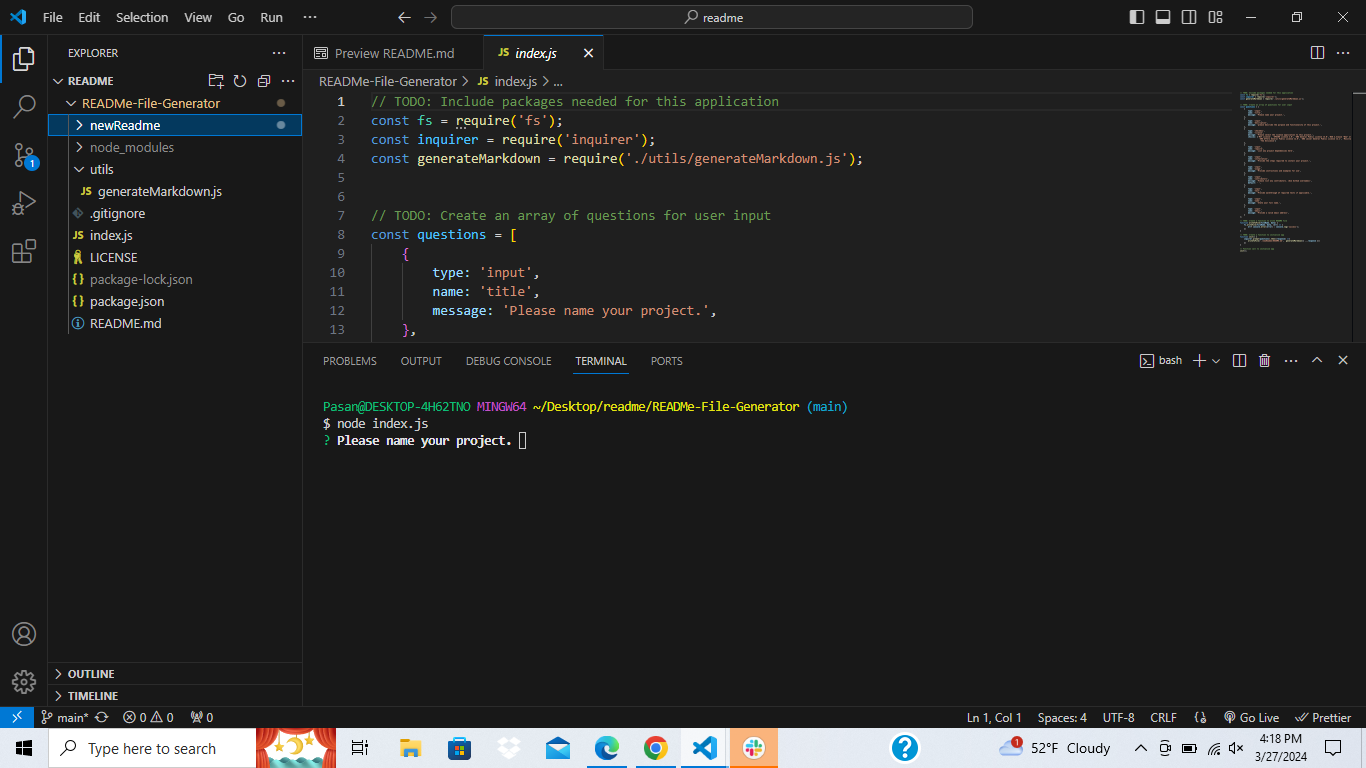 File Edit Selection View Go Run ··· readme
EXPLORER
README
READMe-File-Generator
newReadme
node_modules
utils
JS generateMarkdown.js
.gitignore
JS index.js
LICENSE
{} package-lock.json
{} package.json
README.md
OUTLINE
TIMELINE
1
Preview README.md JS index.js
READMe-File-Generator > JS index.js > ...
1 // TODO: Include packages needed for this application
2 const fs = require('fs');
3 const inquirer = require('inquirer');
4 const generateMarkdown = require('./utils/generateMarkdown.js');
5
6
7 // TODO: Create an array of questions for user input
8 const questions = [
9 {
10 type: 'input',
11 name: 'title',
12 message: 'Please name your project.',
13 },
PROBLEMS OUTPUT DEBUG CONSOLE TERMINAL PORTS bash
Pasan@DESKTOP-4H62TNO MINGW64 ~/Desktop/readme/READMe-File-Generator (main)
$ node index.js
? Please name your project.
main* 0 0 0 Ln 1, Col 1 Spaces: 4 UTF-8 CRLF {} Go Live Prettier
Type here to search 1 52°F Cloudy 4:18 PM
3/27/2024